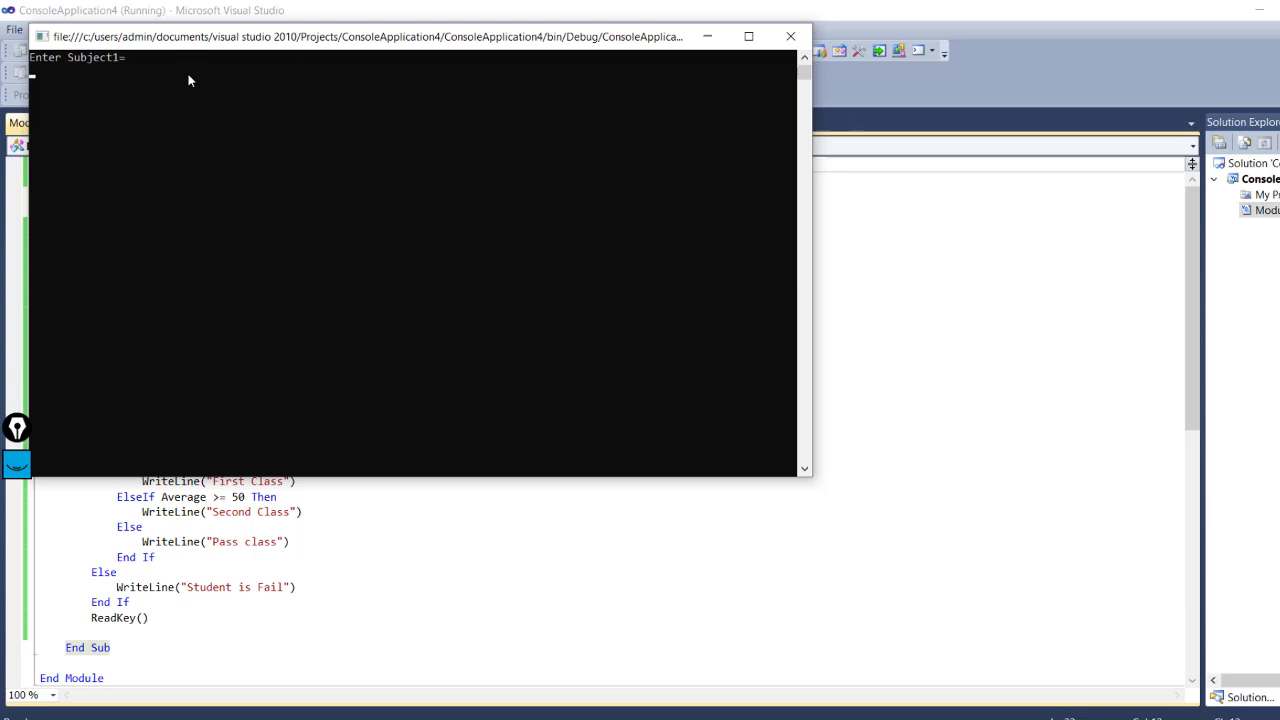 ConsoleApplication4 (Running) - Microsoft Visual Studio
File
file:///c:/users/admin/documents/visual studio 2010/Projects/ConsoleApplication4/ConsoleApplication4/bin/Debug/ConsoleApplica...
Enter Subject1=
Pro
Mod
Solution Explor
Solution 'C
Console
My P
Modu
WriteLine("First Class")
ElseIf Average >= 50 Then
WriteLine("Second Class")
Else
WriteLine("Pass class")
End If
Else
WriteLine("Student is Fail")
End If
ReadKey()
End Sub
End Module
100 %
Solution...